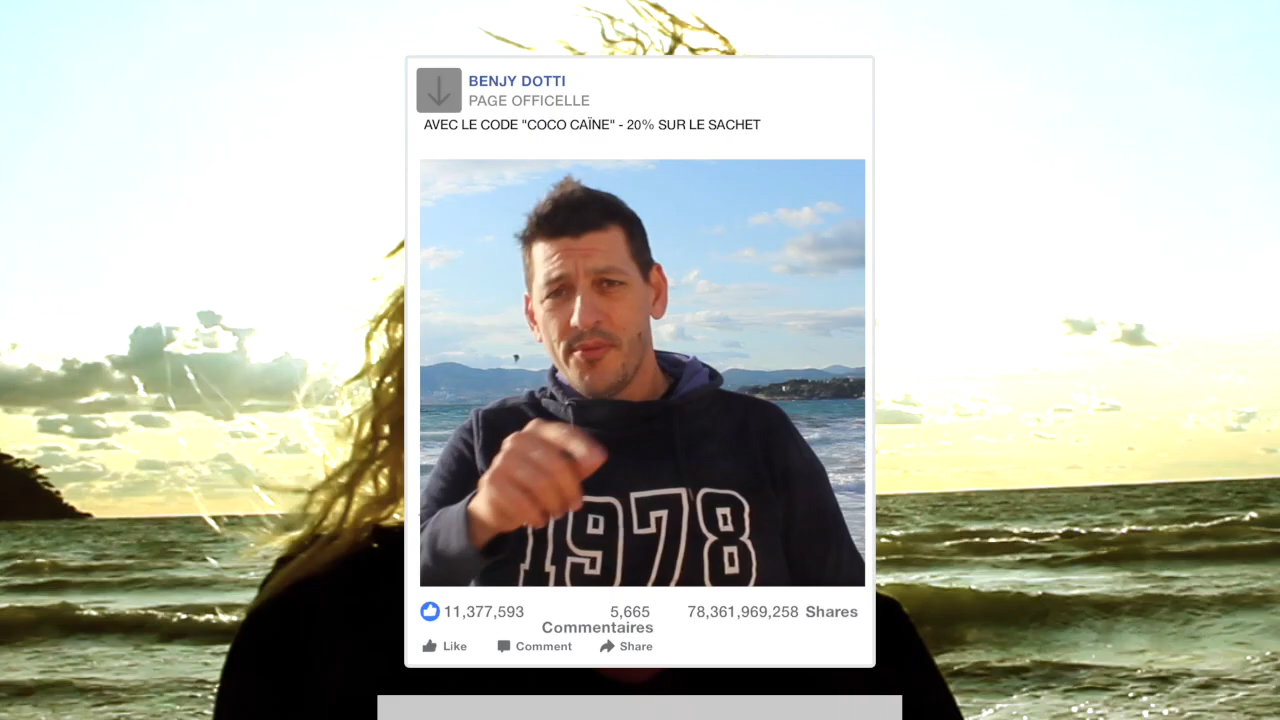 BENJY DOTTI
PAGE OFFICELLE
AVEC LE CODE "COCO CAÏNE" - 20% SUR LE SACHET
1978
11,377,593 5,665 78,361,969,258 Shares
Commentaires
Like Comment Share